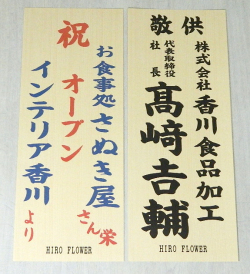 祝
お食事処さぬき屋さん江
オープン
インテリア香川より
HIRO FLOWER
敬供
株式会社香川食品加工
代表取締役
社長
髙﨑𠮷輔
HIRO FLOWER